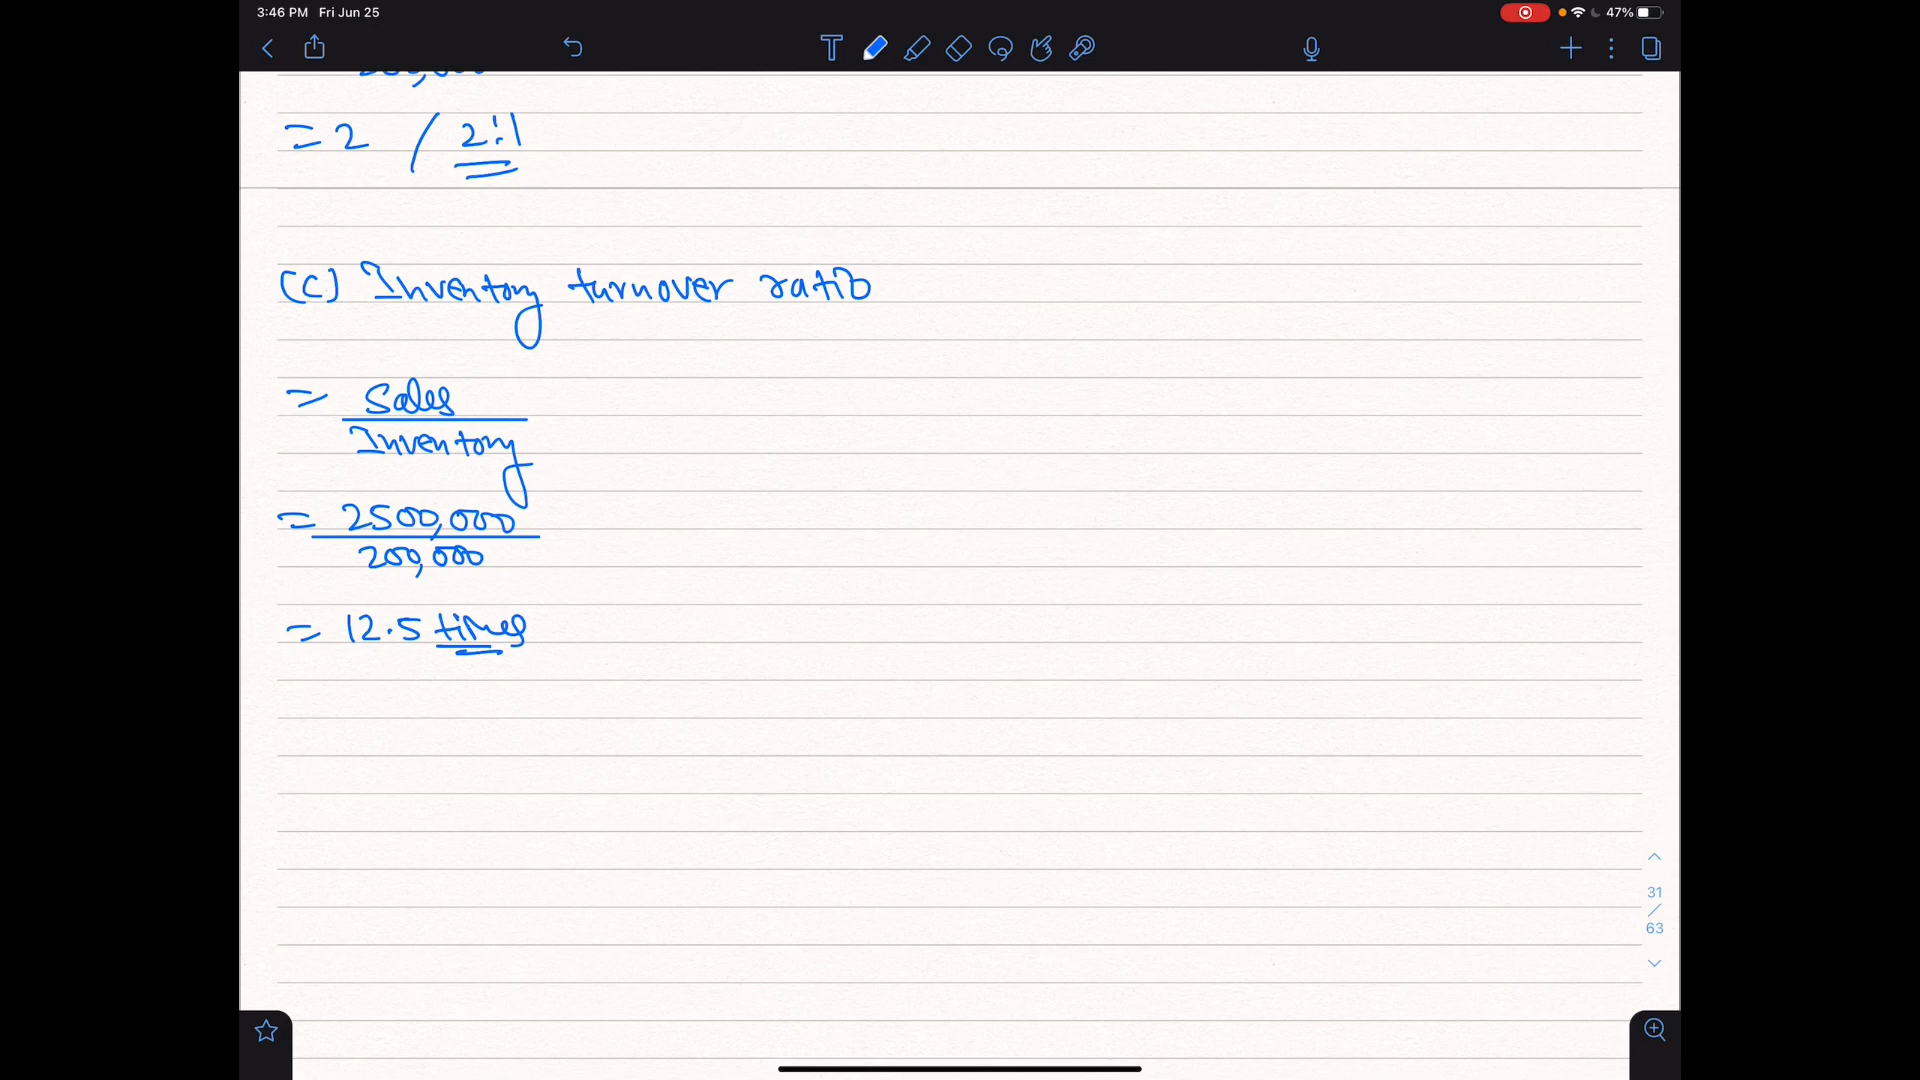 3:46 PM Fri Jun 25
47%
T
= 2 / 2:1
(C) Inventory turnover ratio
= Sales
Inventory
= 2500,000
200,000
= 12.5 times
31
/
63